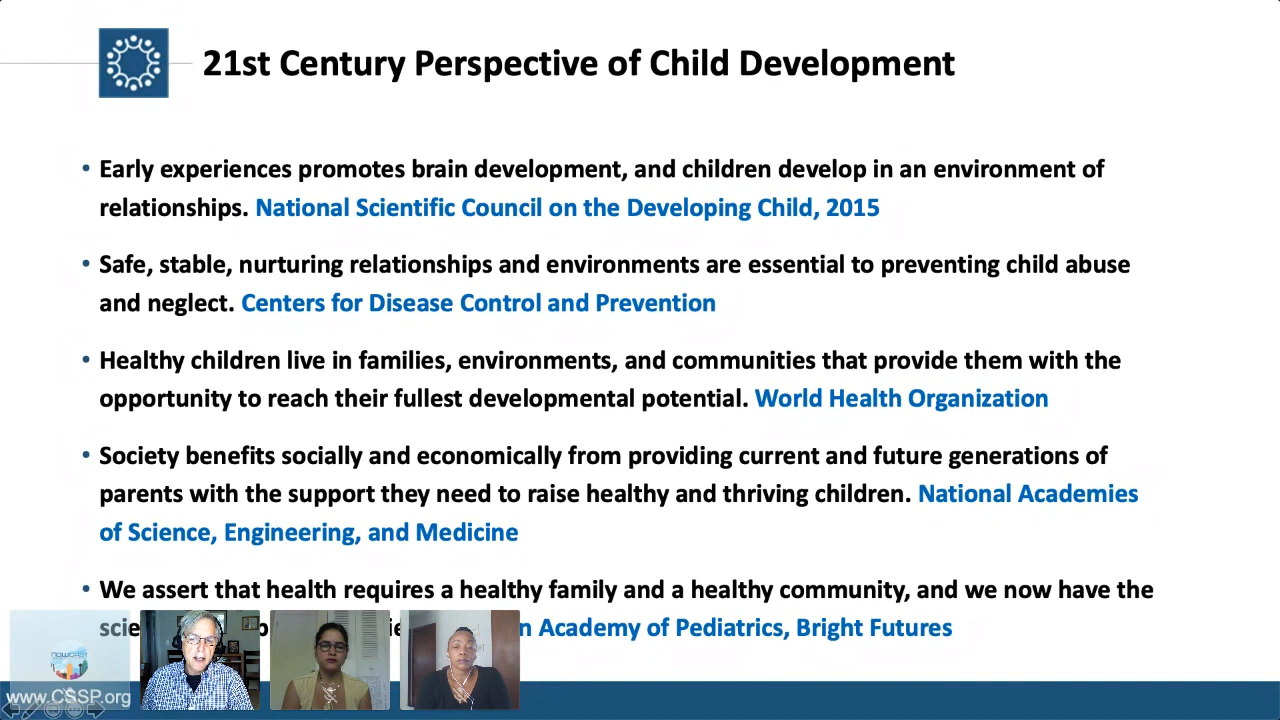 21st Century Perspective of Child Development
• Early experiences promotes brain development, and children develop in an environment of
relationships. National Scientific Council on the Developing Child, 2015
• Safe, stable, nurturing relationships and environments are essential to preventing child abuse
and neglect. Centers for Disease Control and Prevention
• Healthy children live in families, environments, and communities that provide them with the
opportunity to reach their fullest developmental potential. World Health Organization
• Society benefits socially and economically from providing current and future generations of
parents with the support they need to raise healthy and thriving children. National Academies
of Science, Engineering, and Medicine
• We assert that health requires a healthy family and a healthy community, and we now have the
Academy of Pediatrics, Bright Futures
NOWCAST
www.CSSP.org